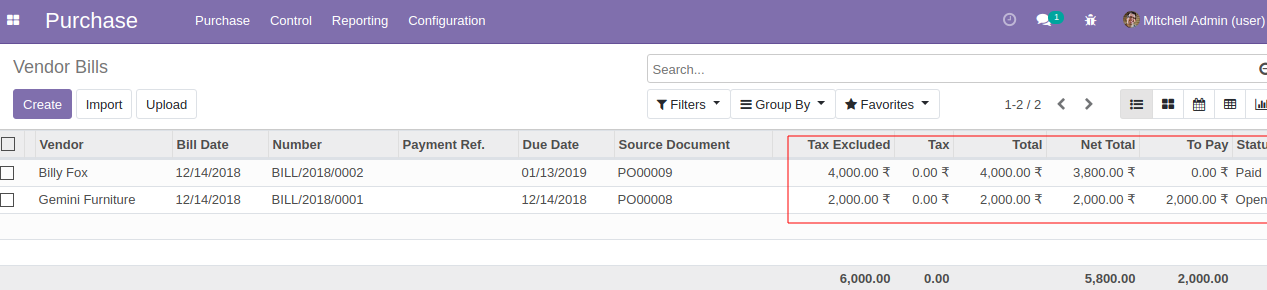 Purchase Purchase Control Reporting Configuration 1 Mitchell Admin (user)
Vendor Bills Search...
Create Import Upload Filters Group By Favorites 1-2 / 2
Vendor Bill Date Number Payment Ref. Due Date Source Document Tax Excluded Tax Total Net Total To Pay Statu
Billy Fox 12/14/2018 BILL/2018/0002 01/13/2019 PO00009 4,000.00 ₹ 0.00 ₹ 4,000.00 ₹ 3,800.00 ₹ 0.00 ₹ Paid
Gemini Furniture 12/14/2018 BILL/2018/0001 12/14/2018 PO00008 2,000.00 ₹ 0.00 ₹ 2,000.00 ₹ 2,000.00 ₹ 2,000.00 ₹ Open
6,000.00 0.00 5,800.00 2,000.00